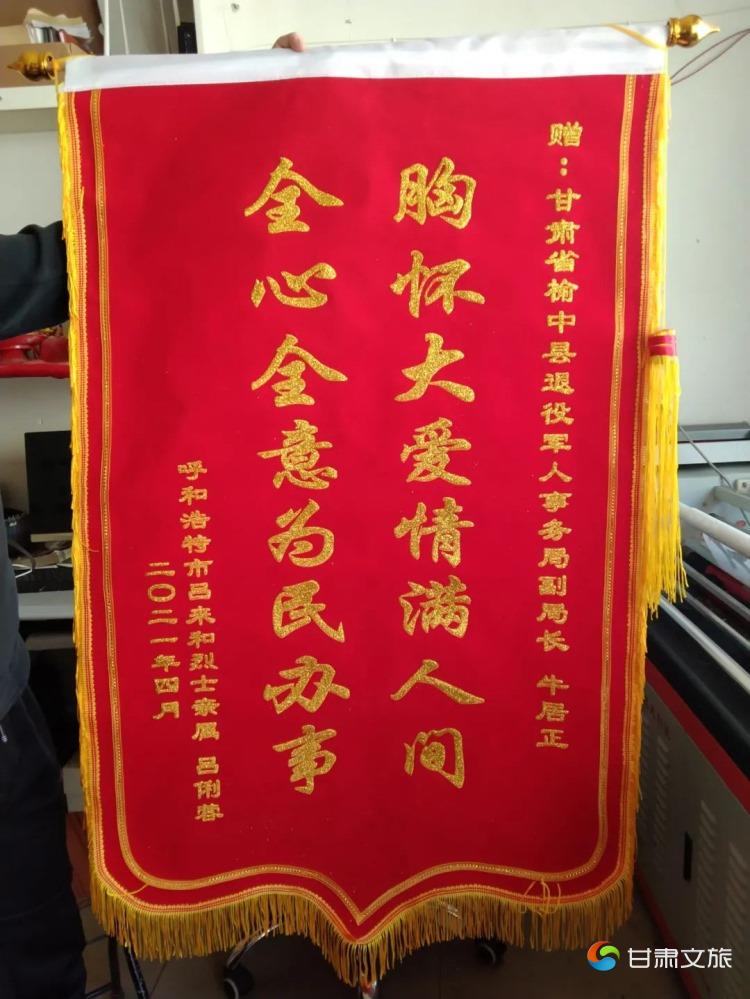 赠：甘肃省榆中县退役军人事务局副局长 牛居正
胸怀大爱情满人间
全心全意为民办事
呼和浩特市吕来和烈士亲属 吕俐蓉
二〇二一年四月
甘肃文旅